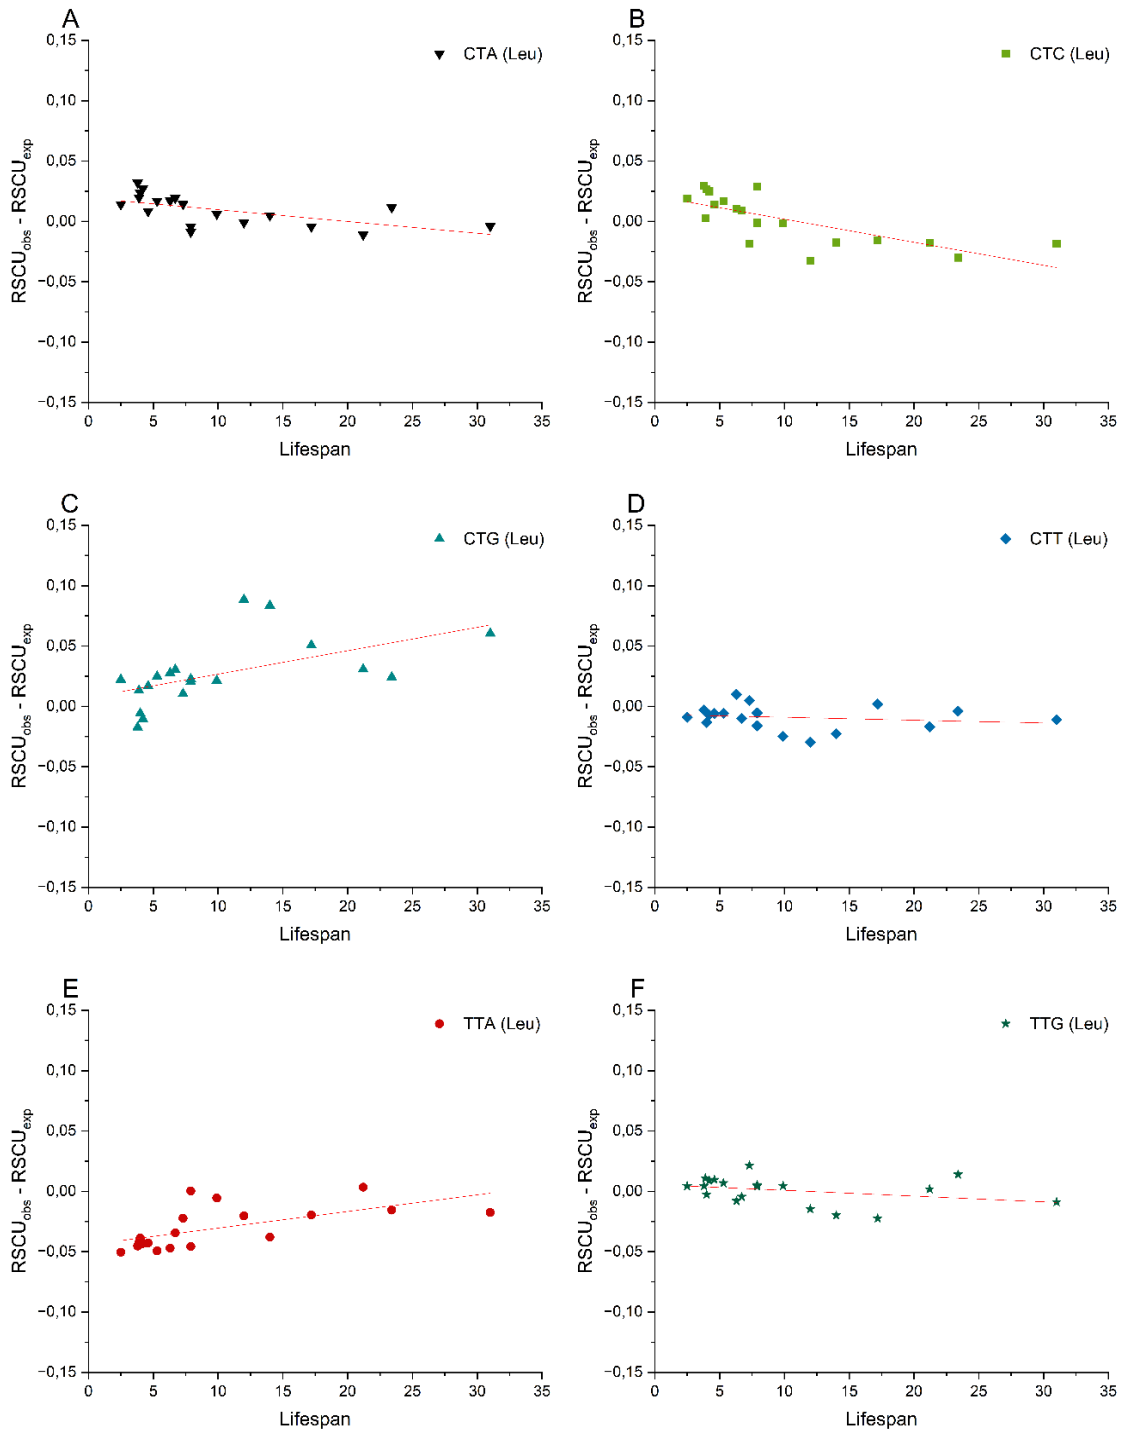 A
0,15
CTA (Leu)
0,10
0,05
0,00
−0,05
−0,10
−0,15
RSCUobs - RSCUexp
0 5 10 15 20 25 30 35
Lifespan
B
0,15
CTC (Leu)
0,10
0,05
0,00
−0,05
−0,10
−0,15
RSCUobs - RSCUexp
0 5 10 15 20 25 30 35
Lifespan
C
0,15
CTG (Leu)
0,10
0,05
0,00
−0,05
−0,10
−0,15
RSCUobs - RSCUexp
0 5 10 15 20 25 30 35
Lifespan
D
0,15
CTT (Leu)
0,10
0,05
0,00
−0,05
−0,10
−0,15
RSCUobs - RSCUexp
0 5 10 15 20 25 30 35
Lifespan
E
0,15
TTA (Leu)
0,10
0,05
0,00
−0,05
−0,10
−0,15
RSCUobs - RSCUexp
0 5 10 15 20 25 30 35
Lifespan
F
0,15
TTG (Leu)
0,10
0,05
0,00
−0,05
−0,10
−0,15
RSCUobs - RSCUexp
0 5 10 15 20 25 30 35
Lifespan